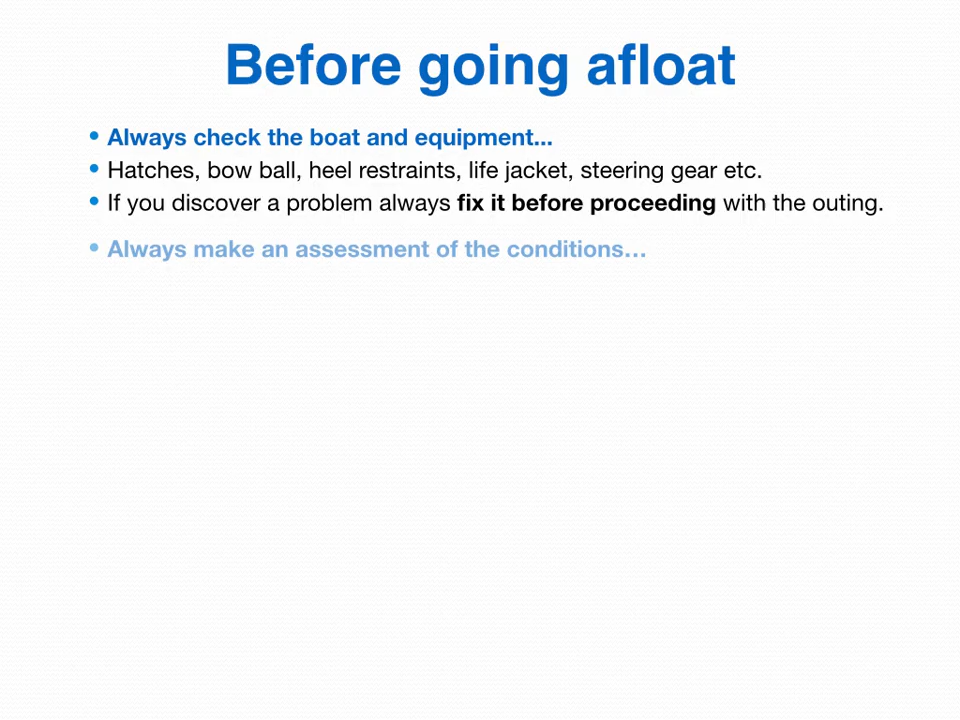 Before going afloat
• Always check the boat and equipment...
• Hatches, bow ball, heel restraints, life jacket, steering gear etc.
• If you discover a problem always fix it before proceeding with the outing.
• Always make an assessment of the conditions…